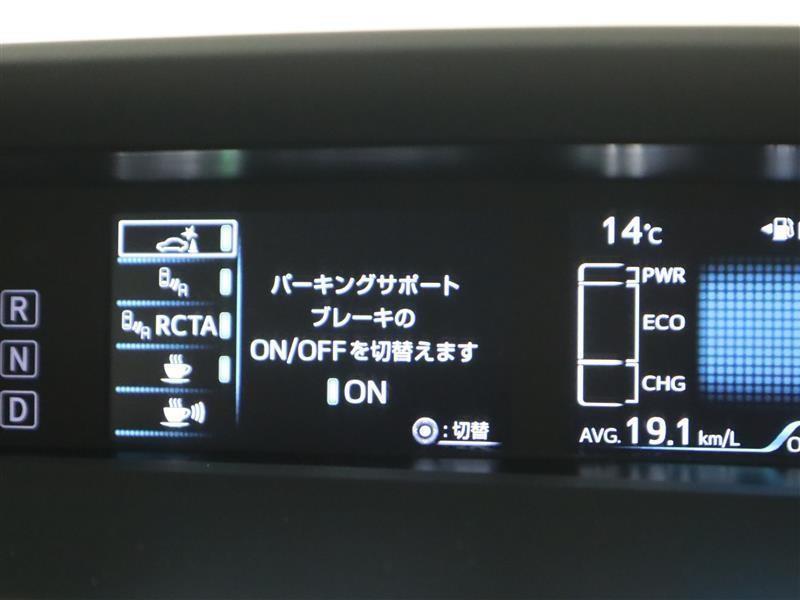 R
N
D
R
R RCTA
パーキングサポート
ブレーキの
ON/OFFを切替えます
ON
:切替
14℃
PWR
ECO
CHG
AVG. 19.1 km/L